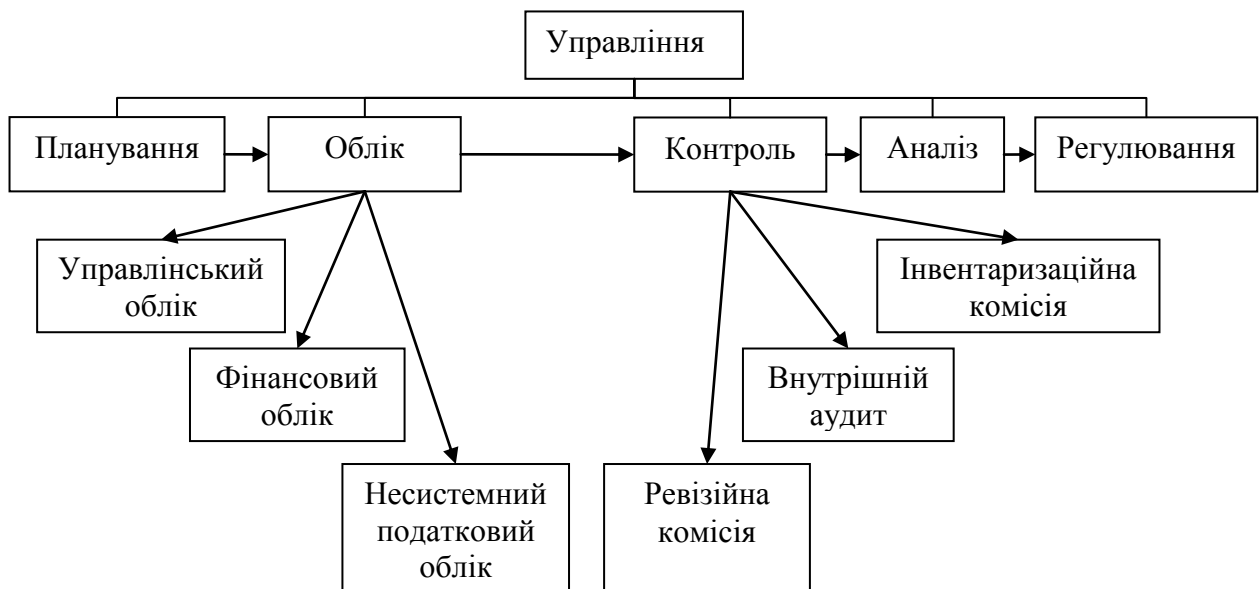 Управління
Планування
Облік
Контроль
Аналіз
Регулювання
Управлінський
облік
Інвентаризаційна
комісія
Фінансовий
облік
Внутрішній
аудит
Несистемний
податковий
облік
Ревізійна
комісія